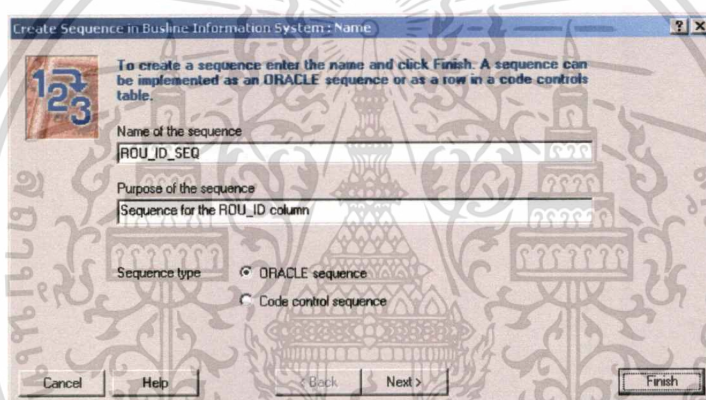 Create Sequence in Busline Information System : Name
123
To create a sequence enter the name and click Finish. A sequence can
be implemented as an ORACLE sequence or as a row in a code controls
table.
Name of the sequence
ROU_ID_SEQ
Purpose of the sequence
Sequence for the ROU_ID column
Sequence type
ORACLE sequence
Code control sequence
Cancel
Help
< Back
Next >
Finish